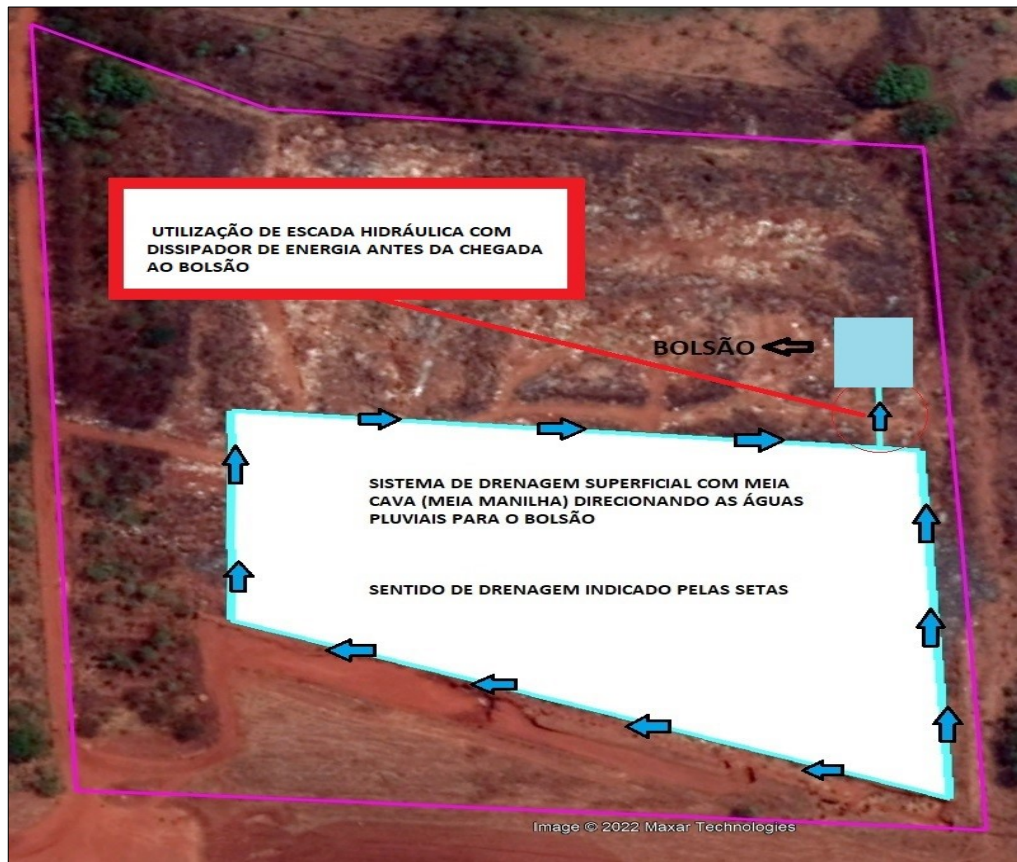 UTILIZAÇÃO DE ESCADA HIDRÁULICA COM
DISSIPADOR DE ENERGIA ANTES DA CHEGADA
AO BOLSÃO
BOLSÃO
SISTEMA DE DRENAGEM SUPERFICIAL COM MEIA
CAVA (MEIA MANILHA) DIRECIONANDO AS ÁGUAS
PLUVIAIS PARA O BOLSÃO
SENTIDO DE DRENAGEM INDICADO PELAS SETAS
Image © 2022 Maxar Technologies